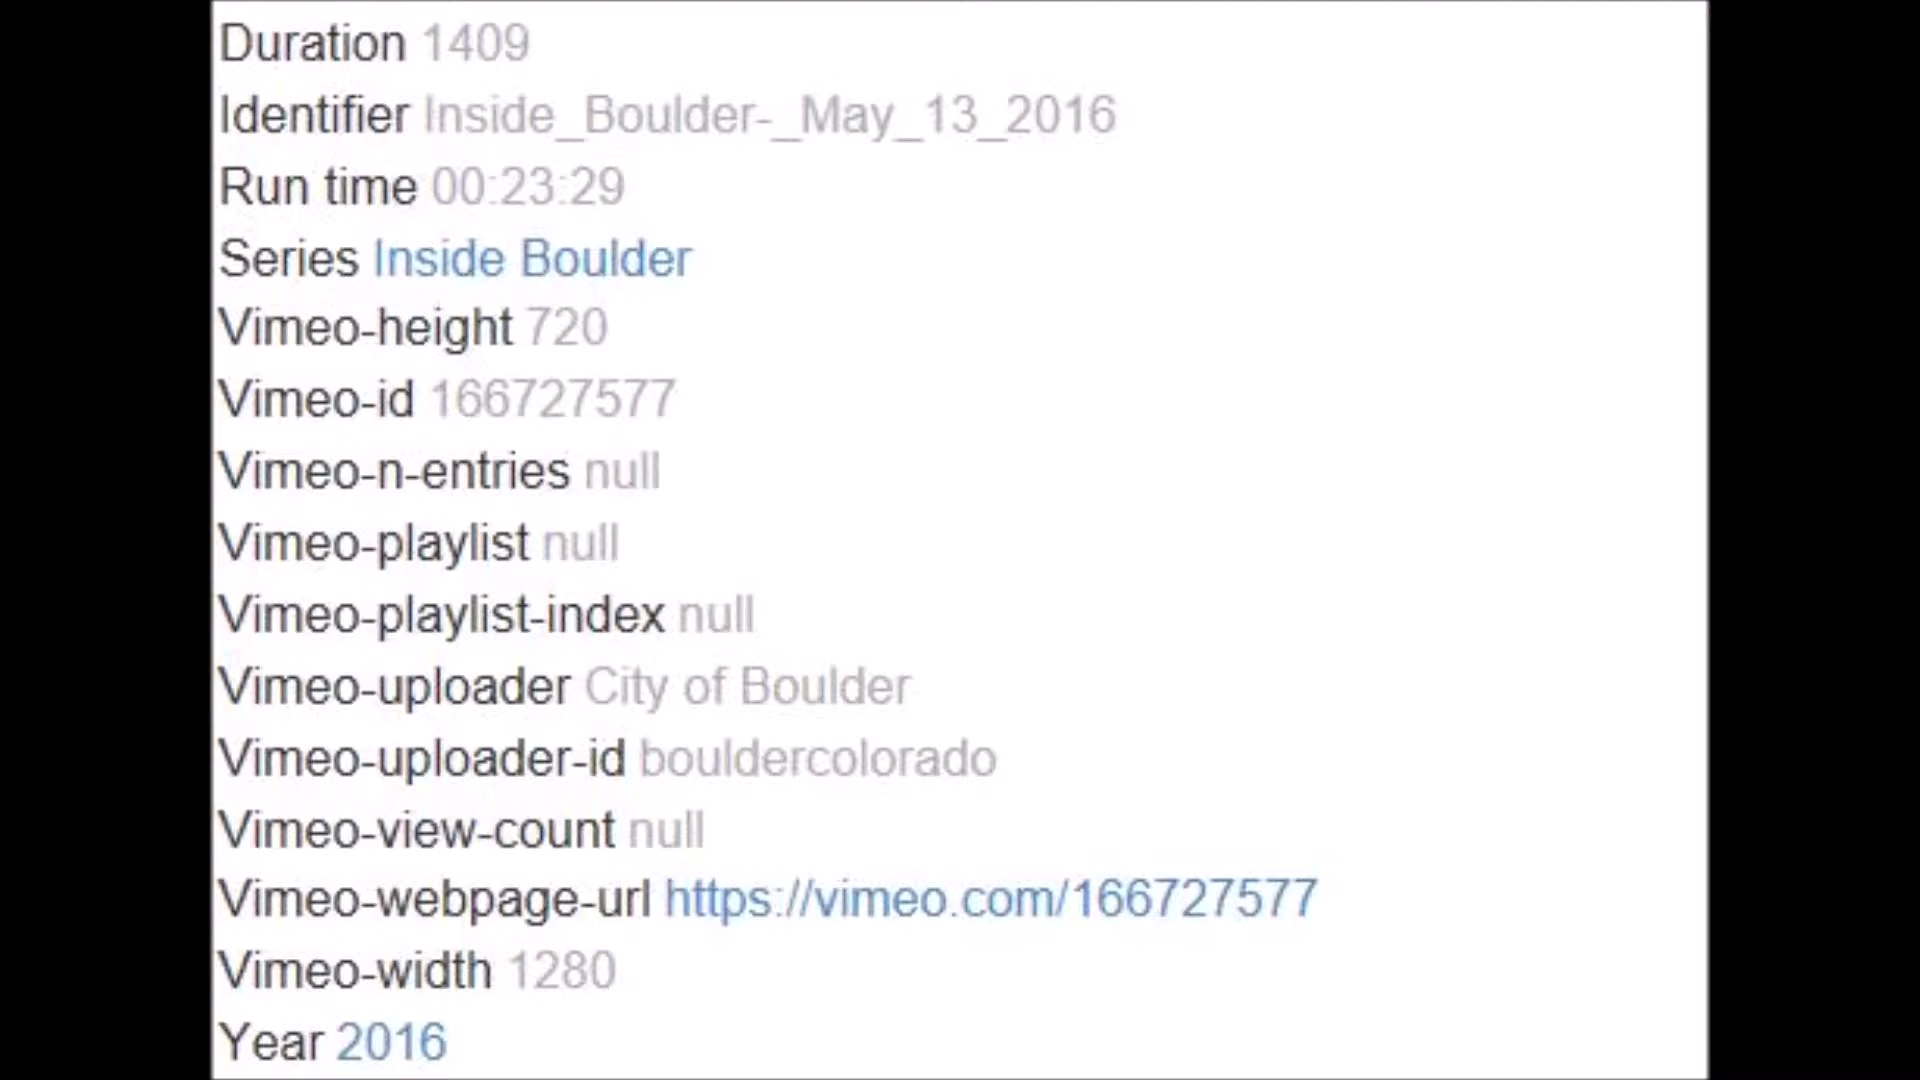 Duration 1409
Identifier Inside_Boulder-_May_13_2016
Run time 00:23:29
Series Inside Boulder
Vimeo-height 720
Vimeo-id 166727577
Vimeo-n-entries null
Vimeo-playlist null
Vimeo-playlist-index null
Vimeo-uploader City of Boulder
Vimeo-uploader-id bouldercolorado
Vimeo-view-count null
Vimeo-webpage-url https://vimeo.com/166727577
Vimeo-width 1280
Year 2016